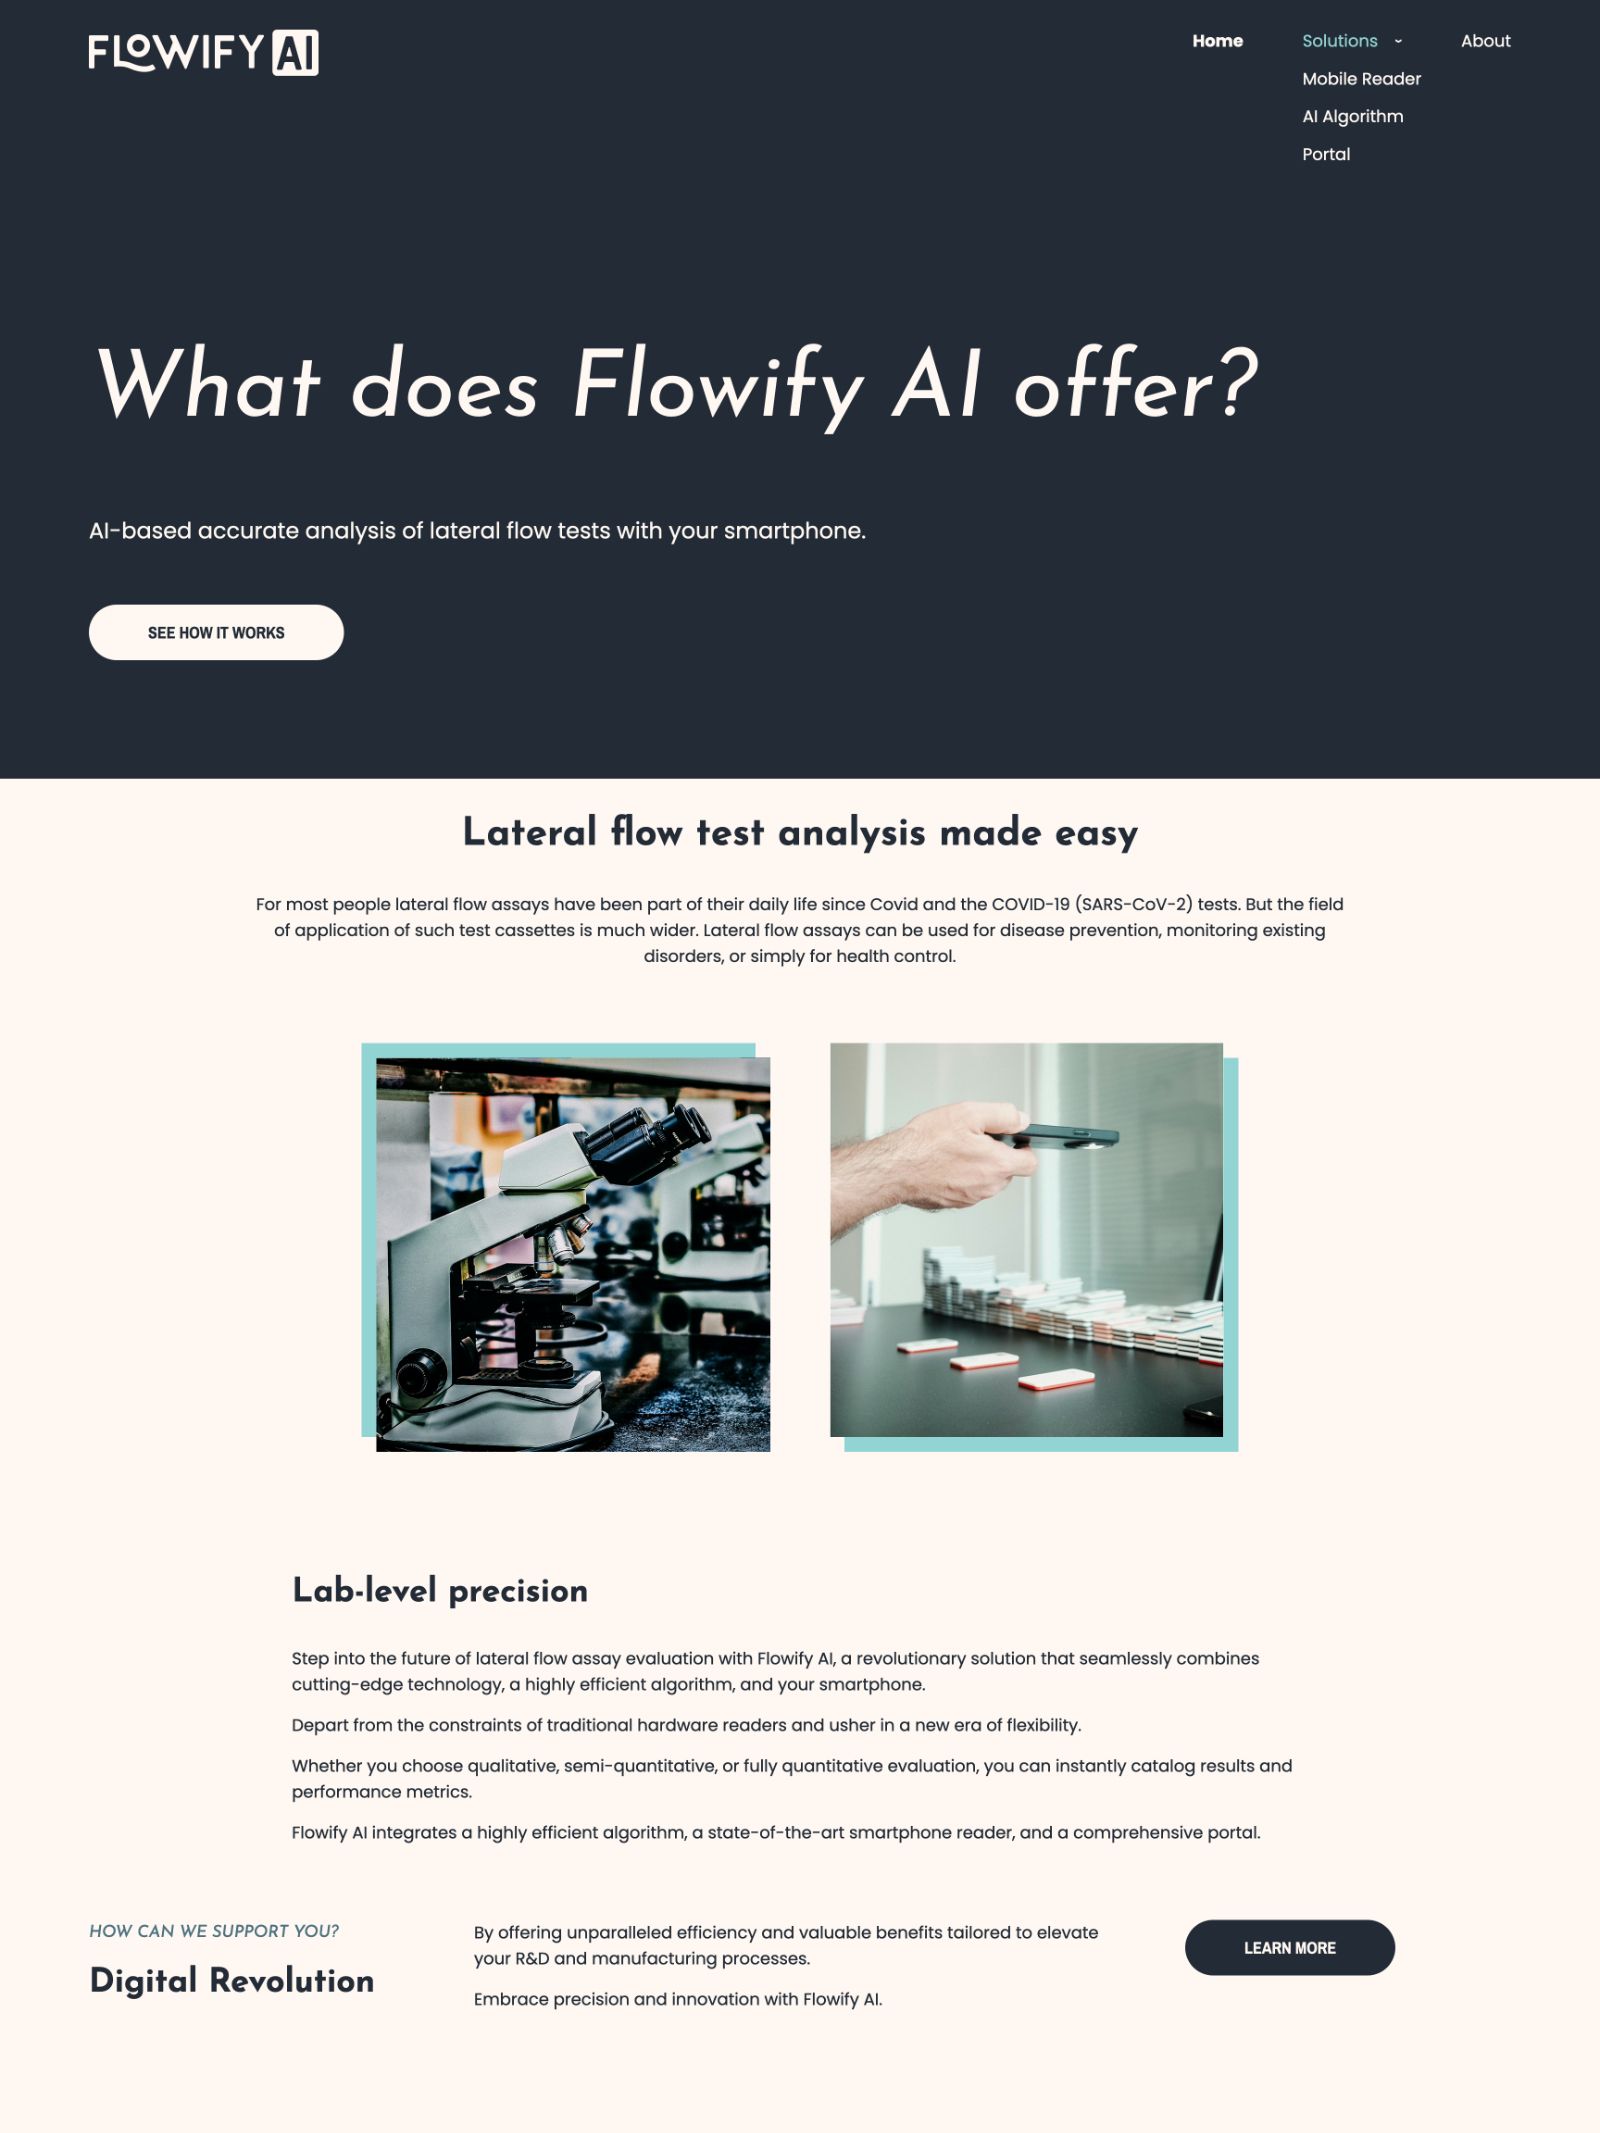 FLOWIFY AI
Home
Solutions
About
Mobile Reader
AI Algorithm
Portal
What does Flowify AI offer?
AI-based accurate analysis of lateral flow tests with your smartphone.
SEE HOW IT WORKS
Lateral flow test analysis made easy
For most people lateral flow assays have been part of their daily life since Covid and the COVID-19 (SARS-CoV-2) tests. But the field
of application of such test cassettes is much wider. Lateral flow assays can be used for disease prevention, monitoring existing
disorders, or simply for health control.
Lab-level precision
Step into the future of lateral flow assay evaluation with Flowify AI, a revolutionary solution that seamlessly combines
cutting-edge technology, a highly efficient algorithm, and your smartphone.
Depart from the constraints of traditional hardware readers and usher in a new era of flexibility.
Whether you choose qualitative, semi-quantitative, or fully quantitative evaluation, you can instantly catalog results and
performance metrics.
Flowify AI integrates a highly efficient algorithm, a state-of-the-art smartphone reader, and a comprehensive portal.
HOW CAN WE SUPPORT YOU?
Digital Revolution
By offering unparalleled efficiency and valuable benefits tailored to elevate
your R&D and manufacturing processes.
Embrace precision and innovation with Flowify AI.
LEARN MORE